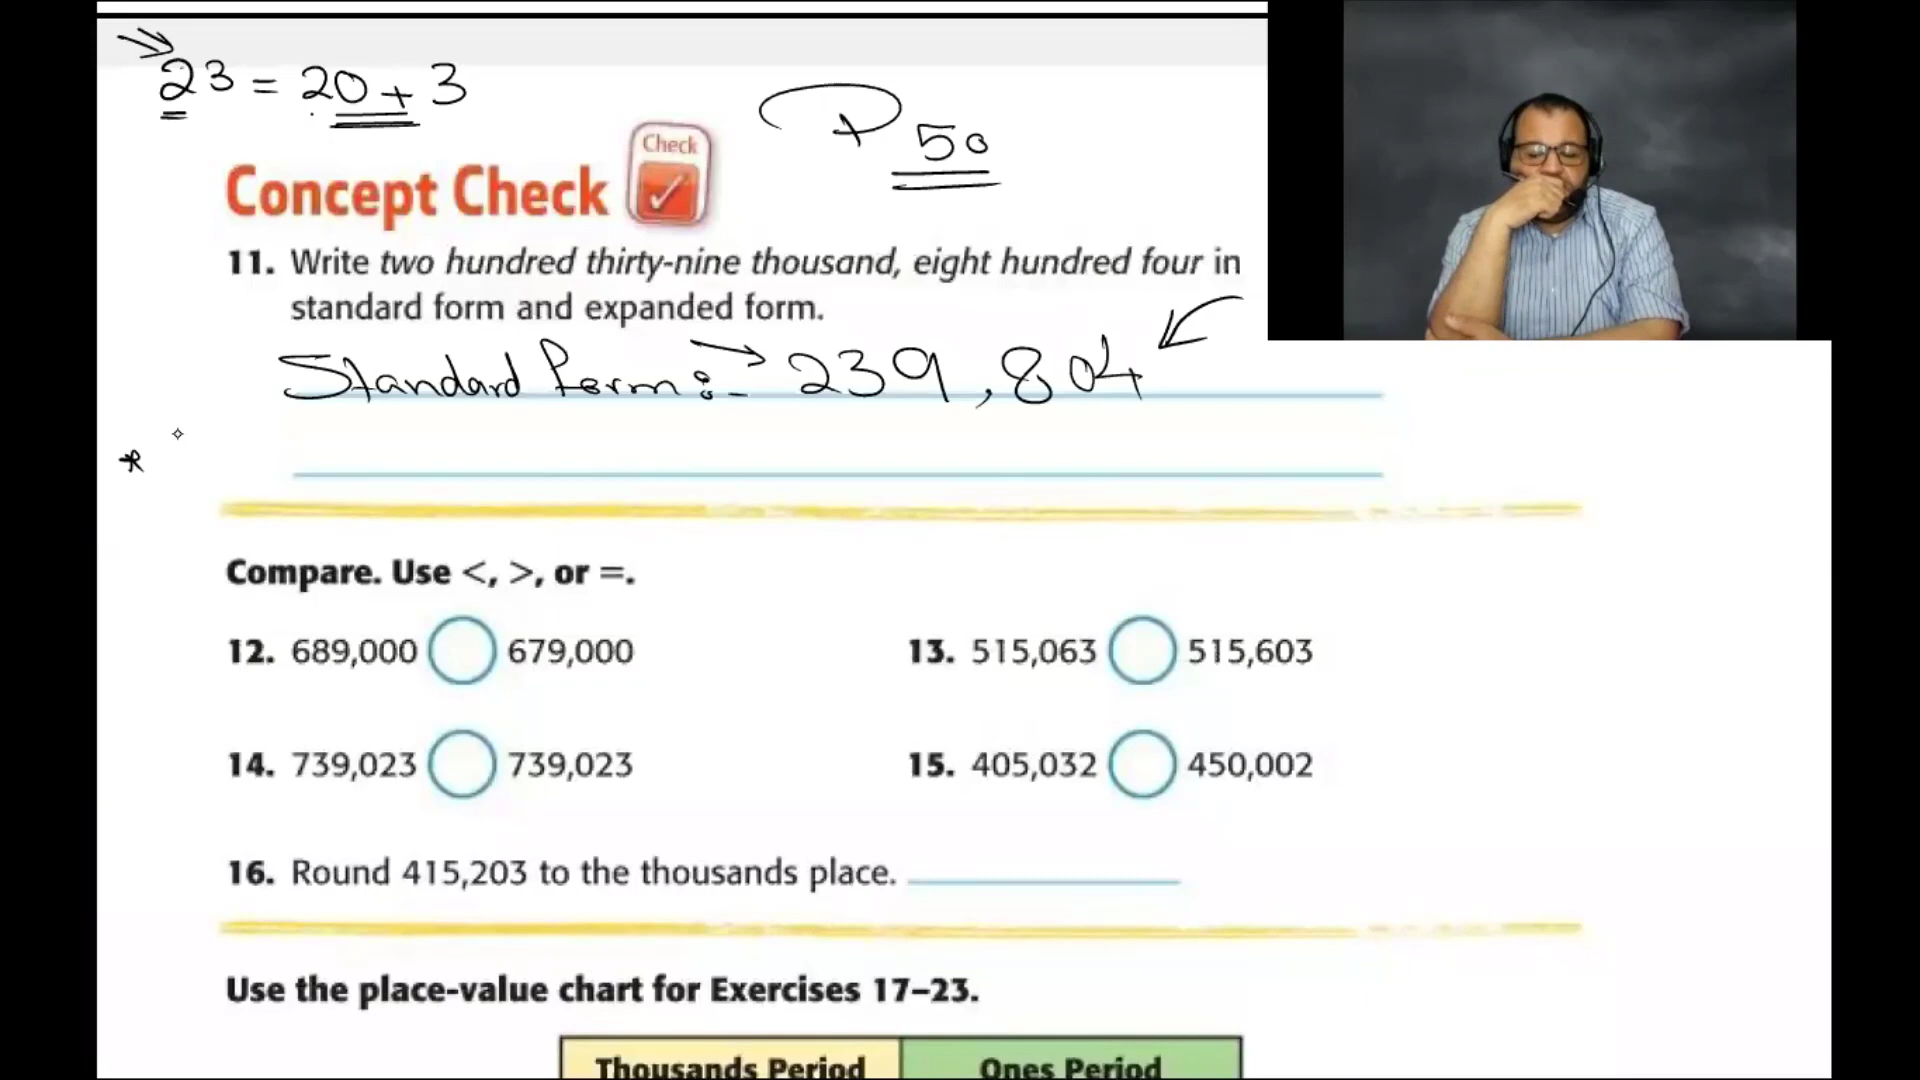 23 = 20 + 3
P 50
Check
Concept Check
11. Write two hundred thirty-nine thousand, eight hundred four in
standard form and expanded form.
Standard form:- 239,804
*
Compare. Use <, >, or =.
12. 689,000 679,000
13. 515,063 515,603
14. 739,023 739,023
15. 405,032 450,002
16. Round 415,203 to the thousands place.
Use the place-value chart for Exercises 17–23.
Thousands Period Ones Period